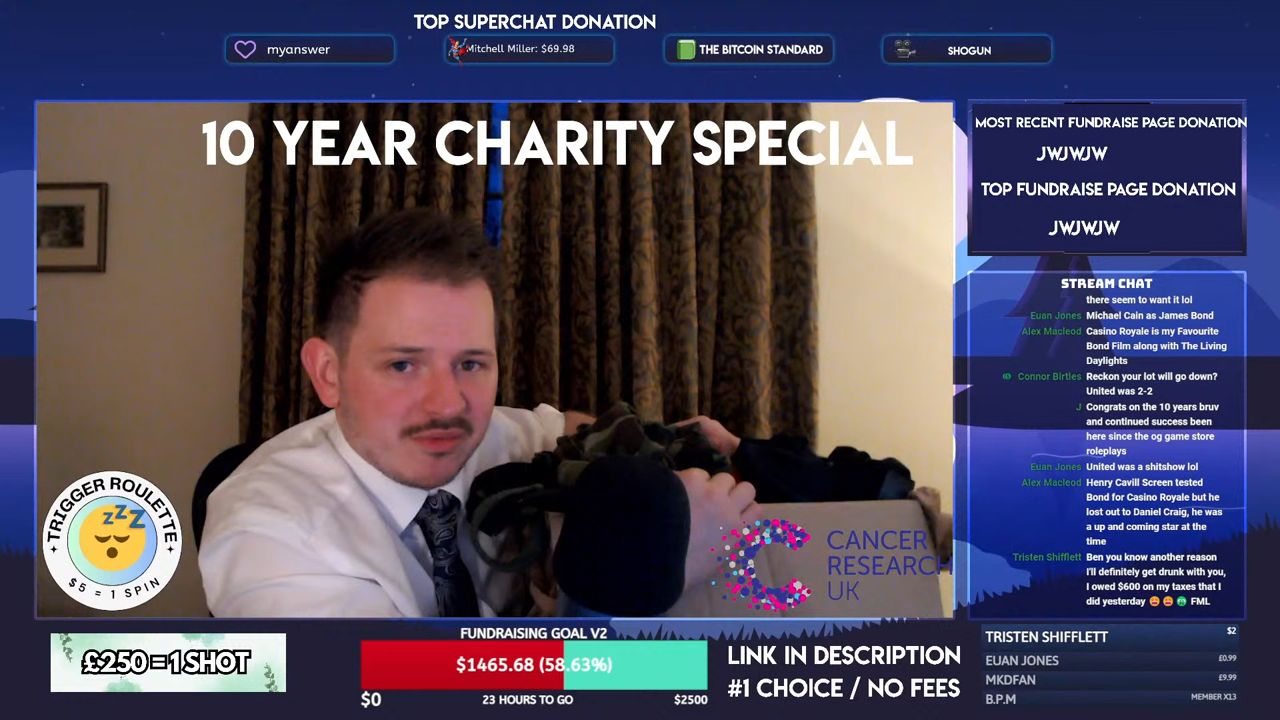 TOP SUPERCHAT DONATION
myanswer
Mitchell Miller: $69.98
THE BITCOIN STANDARD
SHOGUN
10 YEAR CHARITY SPECIAL
MOST RECENT FUNDRAISE PAGE DONATION
JWJWJW
TOP FUNDRAISE PAGE DONATION
JWJWJW
STREAM CHAT
there seem to want it lol
Euan Jones Michael Cain as James Bond
Alex Macleod Casino Royale is my Favourite
Bond Film along with The Living
Daylights
Connor Birtles Reckon your lot will go down?
United was 2-2
J Congrats on the 10 years bruv
and continued success been
here since the og game store
roleplays
Euan Jones United was a shitshow lol
Alex Macleod Henry Cavill Screen tested
Bond for Casino Royale but he
lost out to Daniel Craig, he was
a up and coming star at the
time
Tristen Shifflett Ben you know another reason
I'll definitely get drunk with you,
I owed $600 on my taxes that I
did yesterday FML
TRIGGER ROULETTE
zzz
$5 = 1 SPIN
CANCER
RESEARCH
UK
£250 = 1 SHOT
FUNDRAISING GOAL V2
$1465.68 (58.63%)
$0
23 HOURS TO GO
$2500
LINK IN DESCRIPTION
#1 CHOICE / NO FEES
TRISTEN SHIFFLETT $2
EUAN JONES £0.99
MKDFAN £9.99
B.P.M MEMBER X13